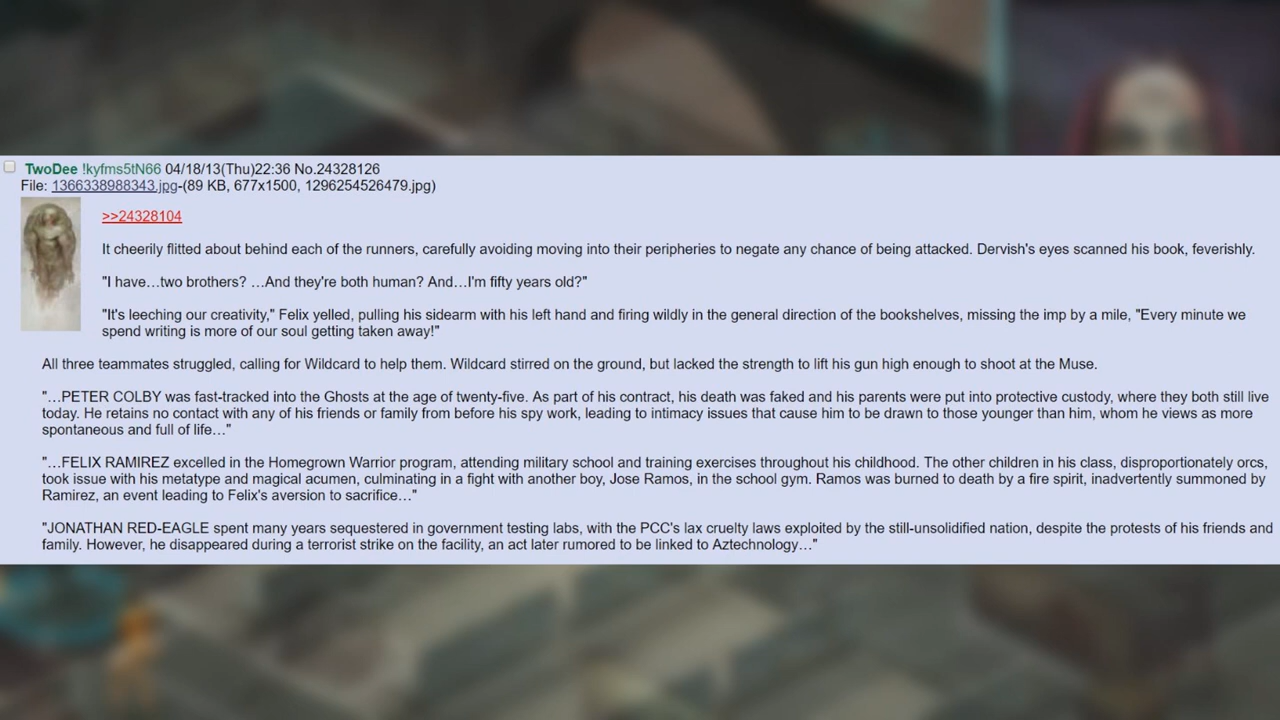 TwoDee !kyfms5tN66 04/18/13(Thu)22:36 No.24328126
File: 1366338988343.jpg-(89 KB, 677x1500, 1296254526479.jpg)
>>24328104
It cheerily flitted about behind each of the runners, carefully avoiding moving into their peripheries to negate any chance of being attacked. Dervish's eyes scanned his book, feverishly.
"I have…two brothers? …And they're both human? And…I'm fifty years old?"
"It's leeching our creativity," Felix yelled, pulling his sidearm with his left hand and firing wildly in the general direction of the bookshelves, missing the imp by a mile, "Every minute we
spend writing is more of our soul getting taken away!"
All three teammates struggled, calling for Wildcard to help them. Wildcard stirred on the ground, but lacked the strength to lift his gun high enough to shoot at the Muse.
"…PETER COLBY was fast-tracked into the Ghosts at the age of twenty-five. As part of his contract, his death was faked and his parents were put into protective custody, where they both still live
today. He retains no contact with any of his friends or family from before his spy work, leading to intimacy issues that cause him to be drawn to those younger than him, whom he views as more
spontaneous and full of life…"
"…FELIX RAMIREZ excelled in the Homegrown Warrior program, attending military school and training exercises throughout his childhood. The other children in his class, disproportionately orcs,
took issue with his metatype and magical acumen, culminating in a fight with another boy, Jose Ramos, in the school gym. Ramos was burned to death by a fire spirit, inadvertently summoned by
Ramirez, an event leading to Felix's aversion to sacrifice…"
"JONATHAN RED-EAGLE spent many years sequestered in government testing labs, with the PCC's lax cruelty laws exploited by the still-unsolidified nation, despite the protests of his friends and
family. However, he disappeared during a terrorist strike on the facility, an act later rumored to be linked to Aztechnology…"